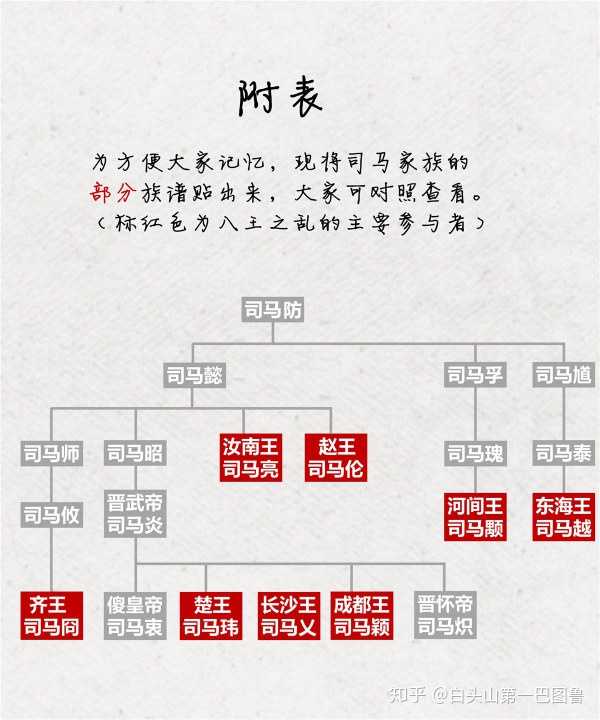 附表
为方便大家记忆，现将司马家族的
部分族谱贴出来，大家可对照查看。
（标红色为八王之乱的主要参与者）
司马防
司马懿
司马孚
司马馗
司马师
司马昭
汝南王
司马亮
赵王
司马伦
司马瑰
司马泰
司马攸
晋武帝
司马炎
河间王
司马颙
东海王
司马越
齐王
司马冏
傻皇帝
司马衷
楚王
司马玮
长沙王
司马乂
成都王
司马颖
晋怀帝
司马炽
知乎 @白头山第一巴图鲁